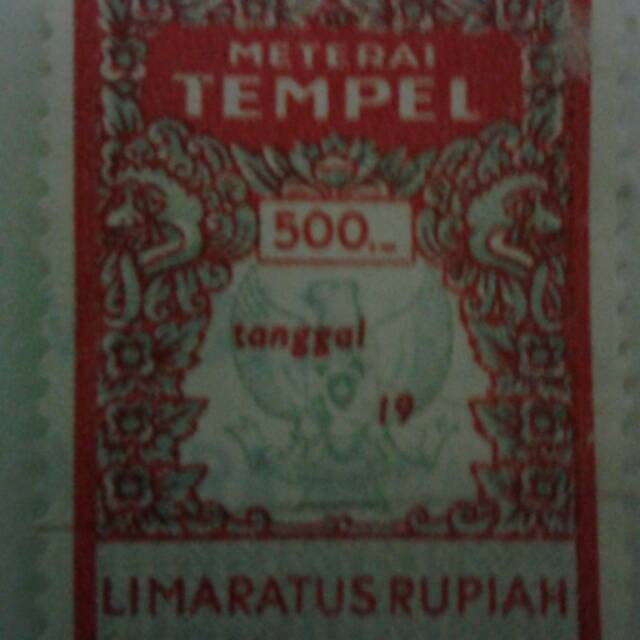 METERAI
TEMPEL
500,-
tanggal
19
LIMARATUS RUPIAH